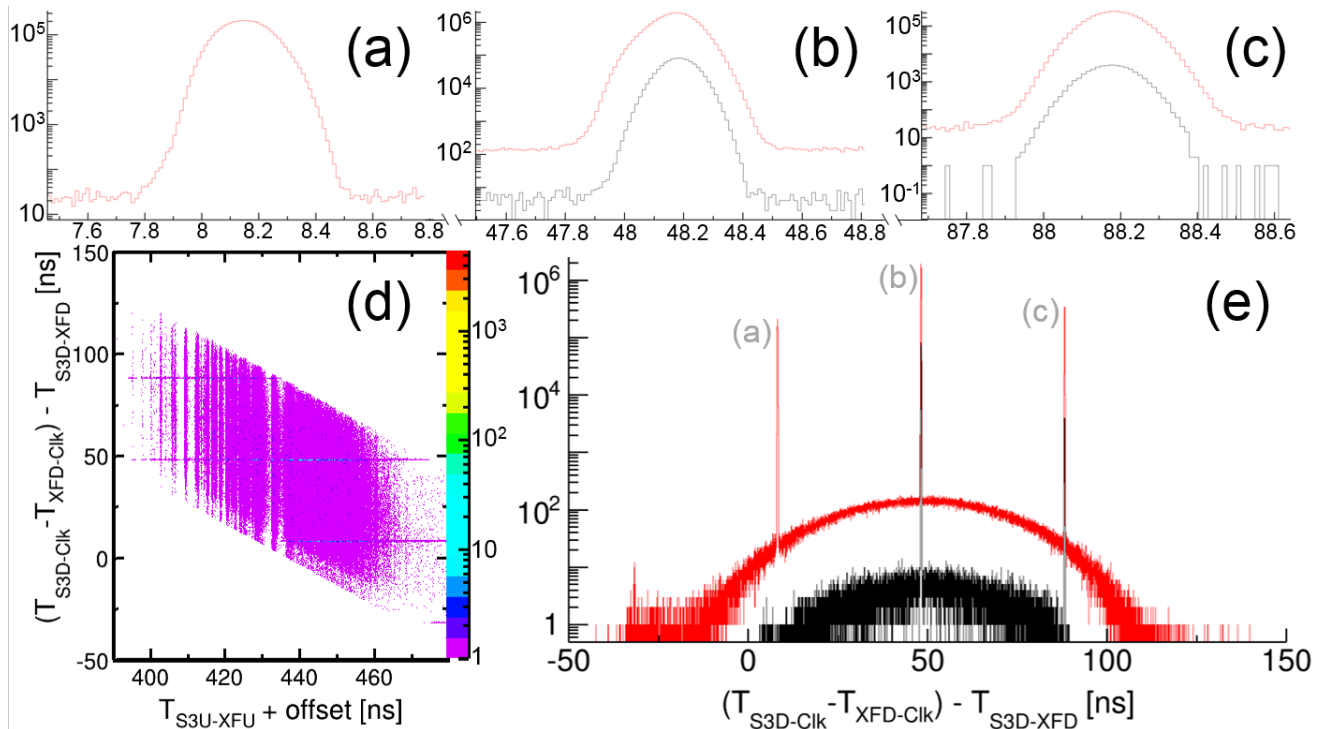 10^5
10^3
10
(a)
7.6 7.8 8 8.2 8.4 8.6 8.8
10^6
10^4
10^2
(b)
47.6 48 48.2 48.4 48.6 48.8
10^5
10^3
10
10^-1
(c)
87.8 88 88.2 88.4 88.6
(T_S3D-Clk-T_XFD-Clk) - T_S3D-XFD [ns]
150
100
50
0
-50
(d)
10^3
10^2
10
1
400 420 440 460
T_S3U-XFU + offset [ns]
10^6
10^4
10^2
1
(a)
(b)
(c)
(e)
-50 0 50 100 150
(T_S3D-Clk-T_XFD-Clk) - T_S3D-XFD [ns]